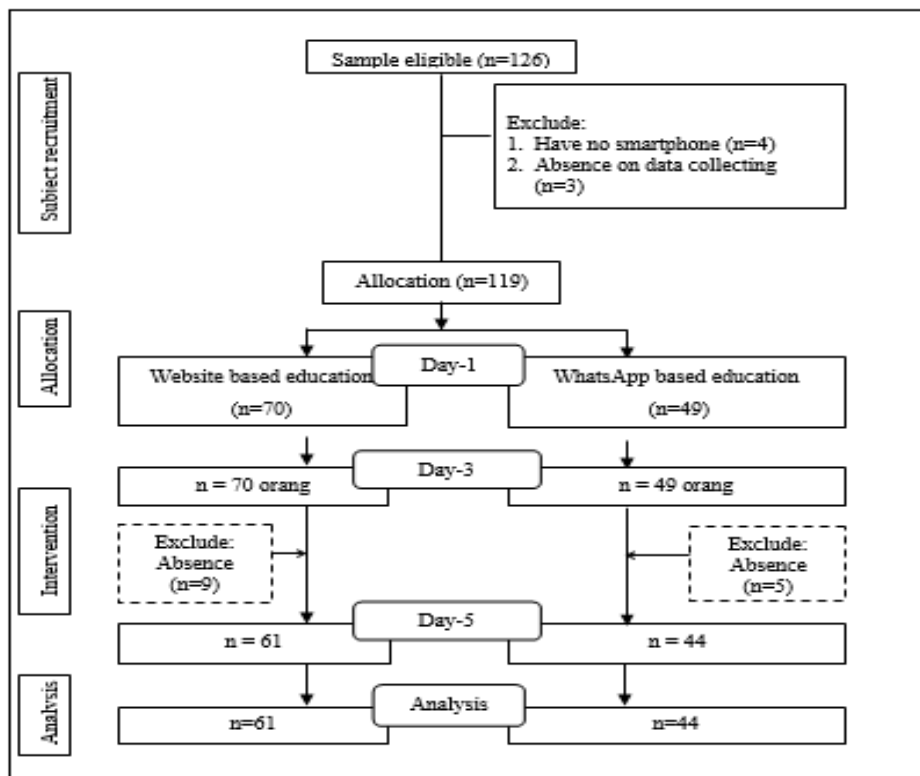 Sample eligible (n=126)
Subject recruitment
Exclude:
1. Have no smartphone (n=4)
2. Absence on data collecting
(n=3)
Allocation (n=119)
Allocation
Day-1
Website based education
(n=70)
WhatsApp based education
(n=49)
Day-3
n = 70 orang
n = 49 orang
Intervention
Exclude:
Absence
(n=9)
Exclude:
Absence
(n=5)
Day-5
n = 61
n = 44
Analysis
Analysis
n=61
n=44